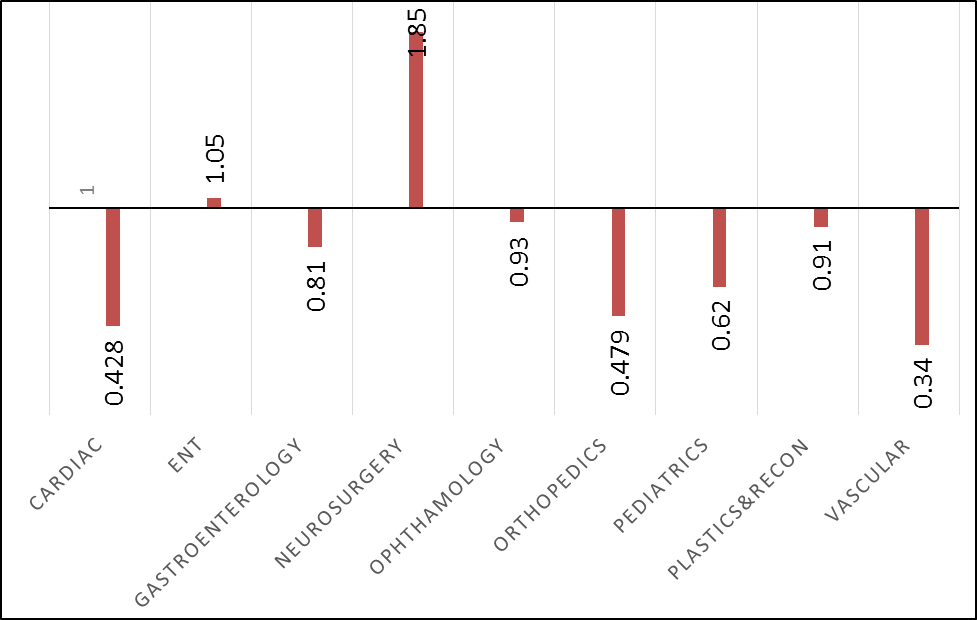 1
0.428
1.05
0.81
1.85
0.93
0.479
0.62
0.91
0.34
CARDIAC
ENT
GASTROENTEROLOGY
NEUROSURGERY
OPHTHAMOLOGY
ORTHOPEDICS
PEDIATRICS
PLASTICS&RECON
VASCULAR